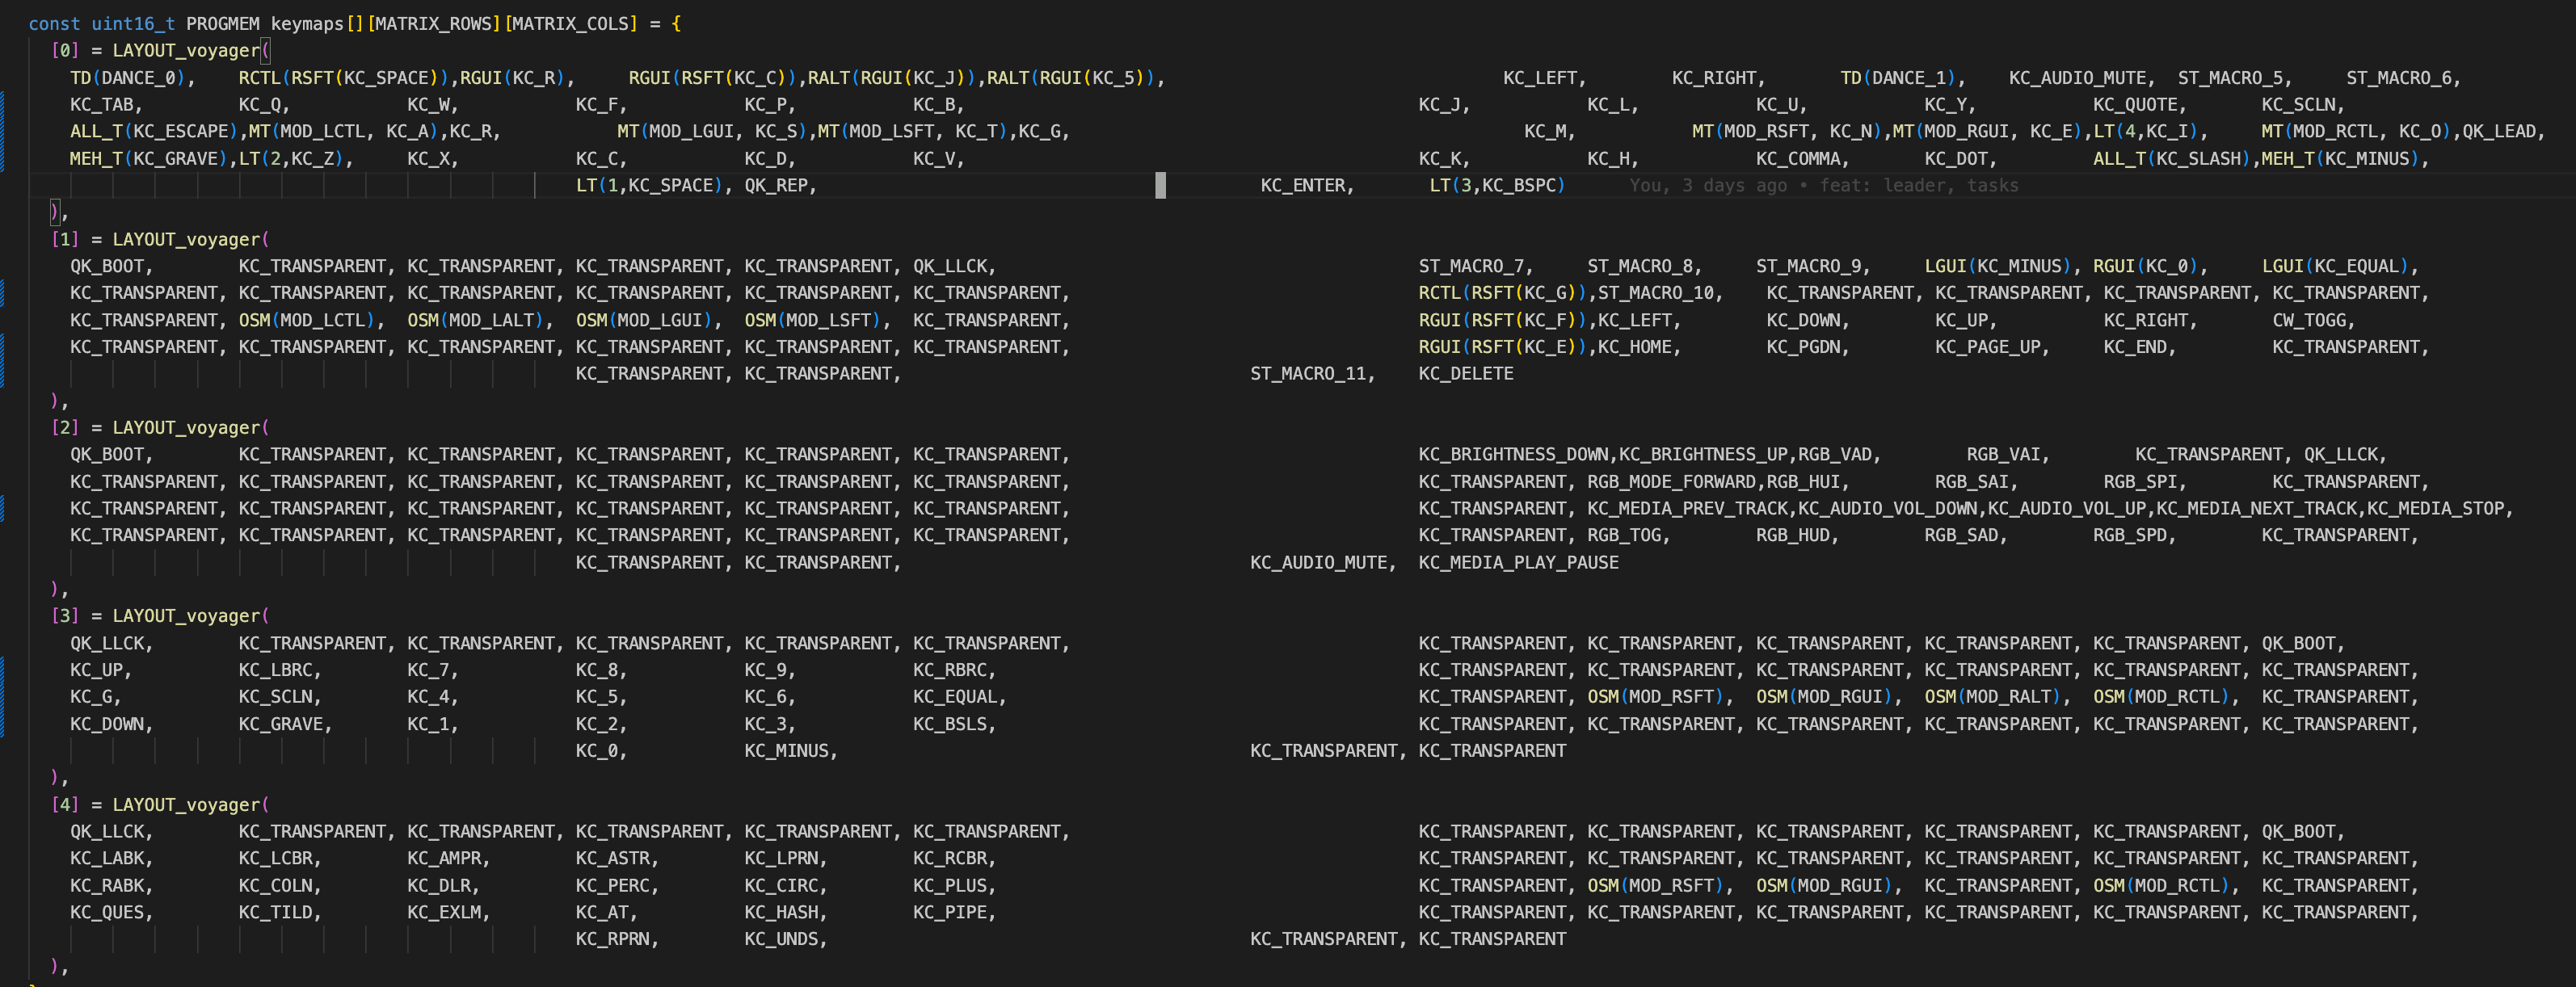 const uint16_t PROGMEM keymaps[][MATRIX_ROWS][MATRIX_COLS] = {
[0] = LAYOUT_voyager(
TD(DANCE_0), RCTL(RSFT(KC_SPACE)),RGUI(KC_R), RGUI(RSFT(KC_C)),RALT(RGUI(KC_J)),RALT(RGUI(KC_5)), KC_LEFT, KC_RIGHT, TD(DANCE_1), KC_AUDIO_MUTE, ST_MACRO_5, ST_MACRO_6,
KC_TAB, KC_Q, KC_W, KC_F, KC_P, KC_B, KC_J, KC_L, KC_U, KC_Y, KC_QUOTE, KC_SCLN,
ALL_T(KC_ESCAPE),MT(MOD_LCTL, KC_A),KC_R, MT(MOD_LGUI, KC_S),MT(MOD_LSFT, KC_T),KC_G, KC_M, MT(MOD_RSFT, KC_N),MT(MOD_RGUI, KC_E),LT(4,KC_I), MT(MOD_RCTL, KC_O),QK_LEAD,
MEH_T(KC_GRAVE),LT(2,KC_Z), KC_X, KC_C, KC_D, KC_V, KC_K, KC_H, KC_COMMA, KC_DOT, ALL_T(KC_SLASH),MEH_T(KC_MINUS),
LT(1,KC_SPACE), QK_REP, KC_ENTER, LT(3,KC_BSPC) You, 3 days ago • feat: leader, tasks
),
[1] = LAYOUT_voyager(
QK_BOOT, KC_TRANSPARENT, KC_TRANSPARENT, KC_TRANSPARENT, KC_TRANSPARENT, QK_LLCK, ST_MACRO_7, ST_MACRO_8, ST_MACRO_9, LGUI(KC_MINUS), RGUI(KC_0), LGUI(KC_EQUAL),
KC_TRANSPARENT, KC_TRANSPARENT, KC_TRANSPARENT, KC_TRANSPARENT, KC_TRANSPARENT, KC_TRANSPARENT, RCTL(RSFT(KC_G)),ST_MACRO_10, KC_TRANSPARENT, KC_TRANSPARENT, KC_TRANSPARENT, KC_TRANSPARENT,
KC_TRANSPARENT, OSM(MOD_LCTL), OSM(MOD_LALT), OSM(MOD_LGUI), OSM(MOD_LSFT), KC_TRANSPARENT, RGUI(RSFT(KC_F)),KC_LEFT, KC_DOWN, KC_UP, KC_RIGHT, CW_TOGG,
KC_TRANSPARENT, KC_TRANSPARENT, KC_TRANSPARENT, KC_TRANSPARENT, KC_TRANSPARENT, KC_TRANSPARENT, RGUI(RSFT(KC_E)),KC_HOME, KC_PGDN, KC_PAGE_UP, KC_END, KC_TRANSPARENT,
KC_TRANSPARENT, KC_TRANSPARENT, ST_MACRO_11, KC_DELETE
),
[2] = LAYOUT_voyager(
QK_BOOT, KC_TRANSPARENT, KC_TRANSPARENT, KC_TRANSPARENT, KC_TRANSPARENT, KC_TRANSPARENT, KC_BRIGHTNESS_DOWN,KC_BRIGHTNESS_UP,RGB_VAD, RGB_VAI, KC_TRANSPARENT, QK_LLCK,
KC_TRANSPARENT, KC_TRANSPARENT, KC_TRANSPARENT, KC_TRANSPARENT, KC_TRANSPARENT, KC_TRANSPARENT, KC_TRANSPARENT, RGB_MODE_FORWARD,RGB_HUI, RGB_SAI, RGB_SPI, KC_TRANSPARENT,
KC_TRANSPARENT, KC_TRANSPARENT, KC_TRANSPARENT, KC_TRANSPARENT, KC_TRANSPARENT, KC_TRANSPARENT, KC_TRANSPARENT, KC_MEDIA_PREV_TRACK,KC_AUDIO_VOL_DOWN,KC_AUDIO_VOL_UP,KC_MEDIA_NEXT_TRACK,KC_MEDIA_STOP,
KC_TRANSPARENT, KC_TRANSPARENT, KC_TRANSPARENT, KC_TRANSPARENT, KC_TRANSPARENT, KC_TRANSPARENT, KC_TRANSPARENT, RGB_TOG, RGB_HUD, RGB_SAD, RGB_SPD, KC_TRANSPARENT,
KC_TRANSPARENT, KC_TRANSPARENT, KC_AUDIO_MUTE, KC_MEDIA_PLAY_PAUSE
),
[3] = LAYOUT_voyager(
QK_LLCK, KC_TRANSPARENT, KC_TRANSPARENT, KC_TRANSPARENT, KC_TRANSPARENT, KC_TRANSPARENT, KC_TRANSPARENT, KC_TRANSPARENT, KC_TRANSPARENT, KC_TRANSPARENT, KC_TRANSPARENT, QK_BOOT,
KC_UP, KC_LBRC, KC_7, KC_8, KC_9, KC_RBRC, KC_TRANSPARENT, KC_TRANSPARENT, KC_TRANSPARENT, KC_TRANSPARENT, KC_TRANSPARENT, KC_TRANSPARENT,
KC_G, KC_SCLN, KC_4, KC_5, KC_6, KC_EQUAL, KC_TRANSPARENT, OSM(MOD_RSFT), OSM(MOD_RGUI), OSM(MOD_RALT), OSM(MOD_RCTL), KC_TRANSPARENT,
KC_DOWN, KC_GRAVE, KC_1, KC_2, KC_3, KC_BSLS, KC_TRANSPARENT, KC_TRANSPARENT, KC_TRANSPARENT, KC_TRANSPARENT, KC_TRANSPARENT, KC_TRANSPARENT,
KC_0, KC_MINUS, KC_TRANSPARENT, KC_TRANSPARENT
),
[4] = LAYOUT_voyager(
QK_LLCK, KC_TRANSPARENT, KC_TRANSPARENT, KC_TRANSPARENT, KC_TRANSPARENT, KC_TRANSPARENT, KC_TRANSPARENT, KC_TRANSPARENT, KC_TRANSPARENT, KC_TRANSPARENT, KC_TRANSPARENT, QK_BOOT,
KC_LABK, KC_LCBR, KC_AMPR, KC_ASTR, KC_LPRN, KC_RCBR, KC_TRANSPARENT, KC_TRANSPARENT, KC_TRANSPARENT, KC_TRANSPARENT, KC_TRANSPARENT, KC_TRANSPARENT,
KC_RABK, KC_COLN, KC_DLR, KC_PERC, KC_CIRC, KC_PLUS, KC_TRANSPARENT, OSM(MOD_RSFT), OSM(MOD_RGUI), KC_TRANSPARENT, OSM(MOD_RCTL), KC_TRANSPARENT,
KC_QUES, KC_TILD, KC_EXLM, KC_AT, KC_HASH, KC_PIPE, KC_TRANSPARENT, KC_TRANSPARENT, KC_TRANSPARENT, KC_TRANSPARENT, KC_TRANSPARENT, KC_TRANSPARENT,
KC_RPRN, KC_UNDS, KC_TRANSPARENT, KC_TRANSPARENT
),